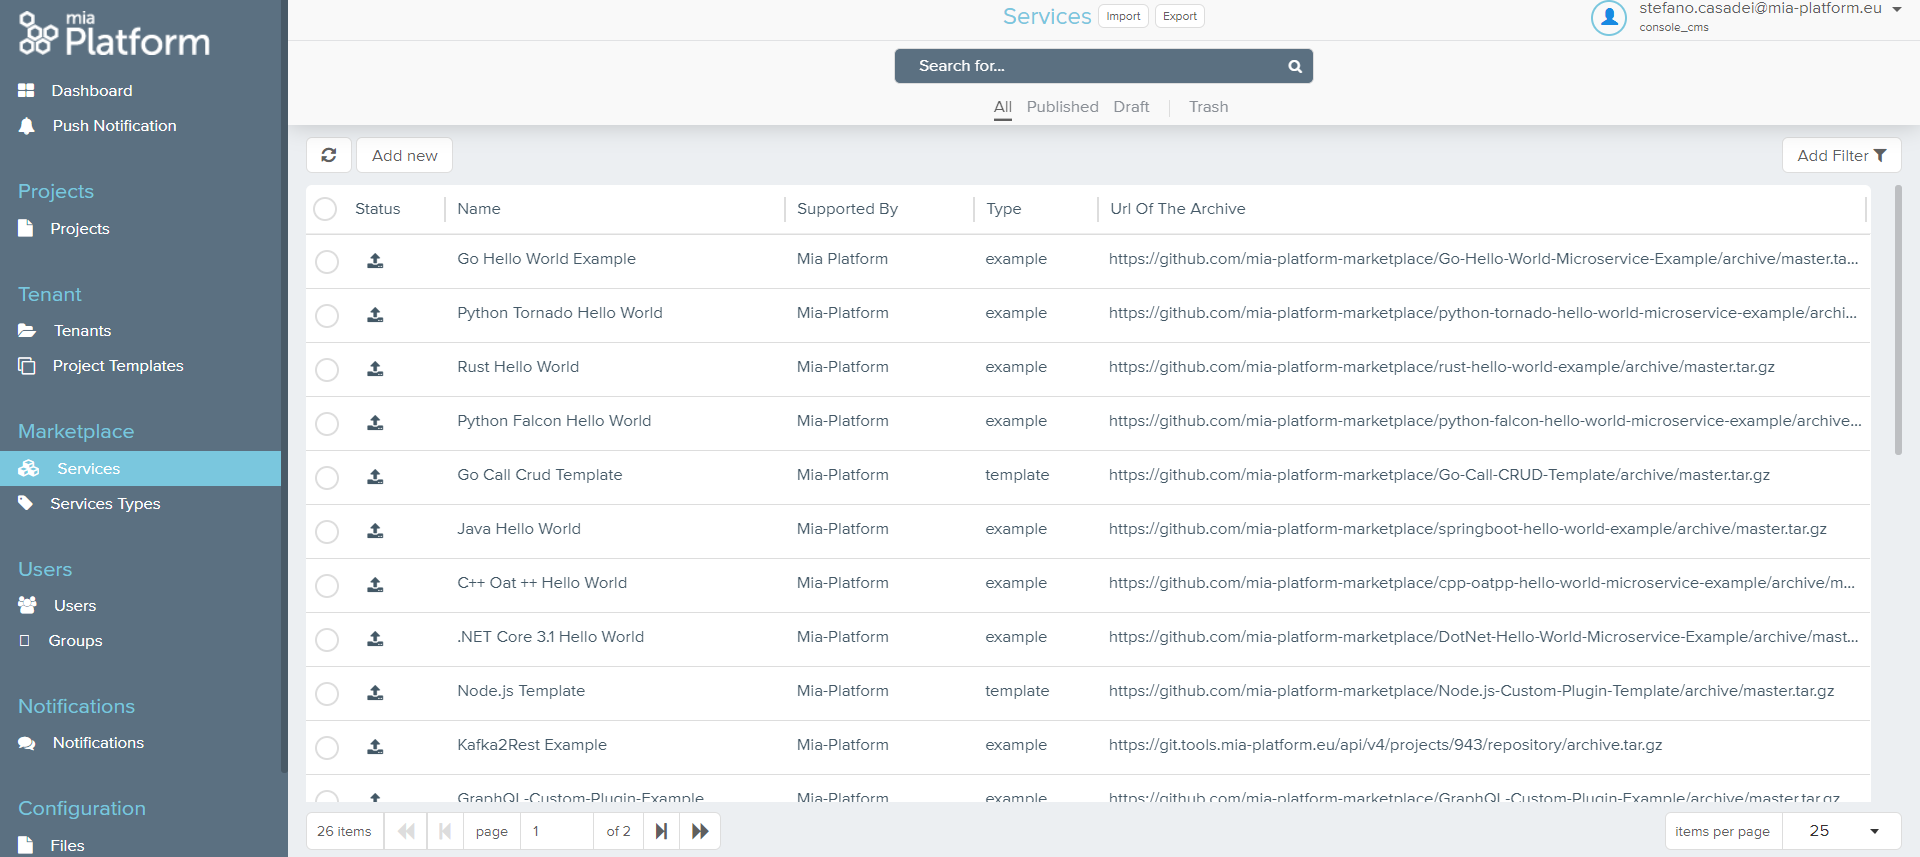 mia
Platform
Dashboard
Push Notification
Projects
Projects
Tenant
Tenants
Project Templates
Marketplace
Services
Services Types
Users
Users
Groups
Notifications
Notifications
Configuration
Files
Services Import Export
stefano.casadei@mia-platform.eu
console_cms
Search for...
All Published Draft Trash
Add new
Add Filter
Status Name Supported By Type Url Of The Archive
Go Hello World Example Mia Platform example https://github.com/mia-platform-marketplace/Go-Hello-World-Microservice-Example/archive/master.ta...
Python Tornado Hello World Mia-Platform example https://github.com/mia-platform-marketplace/python-tornado-hello-world-microservice-example/archi...
Rust Hello World Mia-Platform example https://github.com/mia-platform-marketplace/rust-hello-world-example/archive/master.tar.gz
Python Falcon Hello World Mia-Platform example https://github.com/mia-platform-marketplace/python-falcon-hello-world-microservice-example/archive...
Go Call Crud Template Mia-Platform template https://github.com/mia-platform-marketplace/Go-Call-CRUD-Template/archive/master.tar.gz
Java Hello World Mia-Platform example https://github.com/mia-platform-marketplace/springboot-hello-world-example/archive/master.tar.gz
C++ Oat ++ Hello World Mia-Platform example https://github.com/mia-platform-marketplace/cpp-oatpp-hello-world-microservice-example/archive/m...
.NET Core 3.1 Hello World Mia-Platform example https://github.com/mia-platform-marketplace/DotNet-Hello-World-Microservice-Example/archive/mast...
Node.js Template Mia-Platform template https://github.com/mia-platform-marketplace/Node.js-Custom-Plugin-Template/archive/master.tar.gz
Kafka2Rest Example Mia-Platform example https://git.tools.mia-platform.eu/api/v4/projects/943/repository/archive.tar.gz
GraphQL-Custom-Plugin-Example Mia-Platform example https://github.com/mia-platform-marketplace/GraphQL-Custom-Plugin-Example/archive/master.tar.gz
26 items page 1 of 2 items per page 25